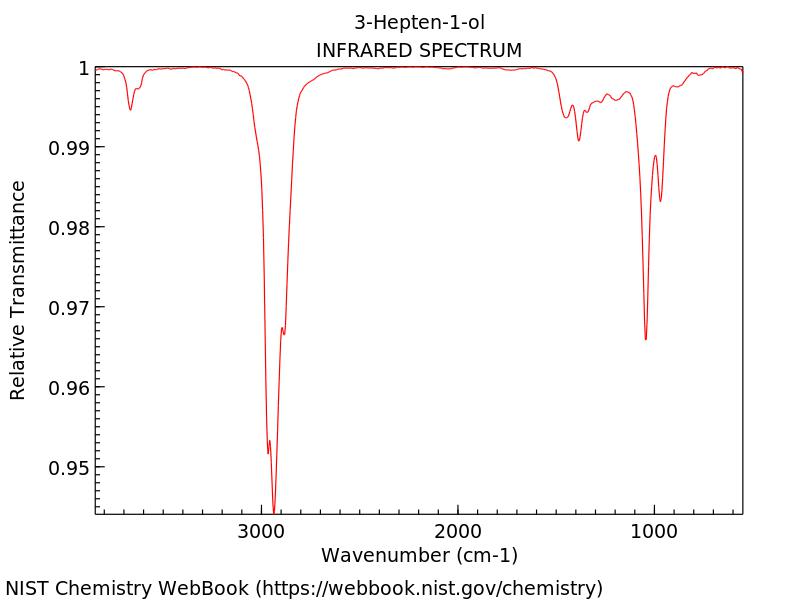 3-Hepten-1-ol
INFRARED SPECTRUM
1
0.99
0.98
0.97
0.96
0.95
Relative Transmittance
3000 2000 1000
Wavenumber (cm-1)
NIST Chemistry WebBook (https://webbook.nist.gov/chemistry)